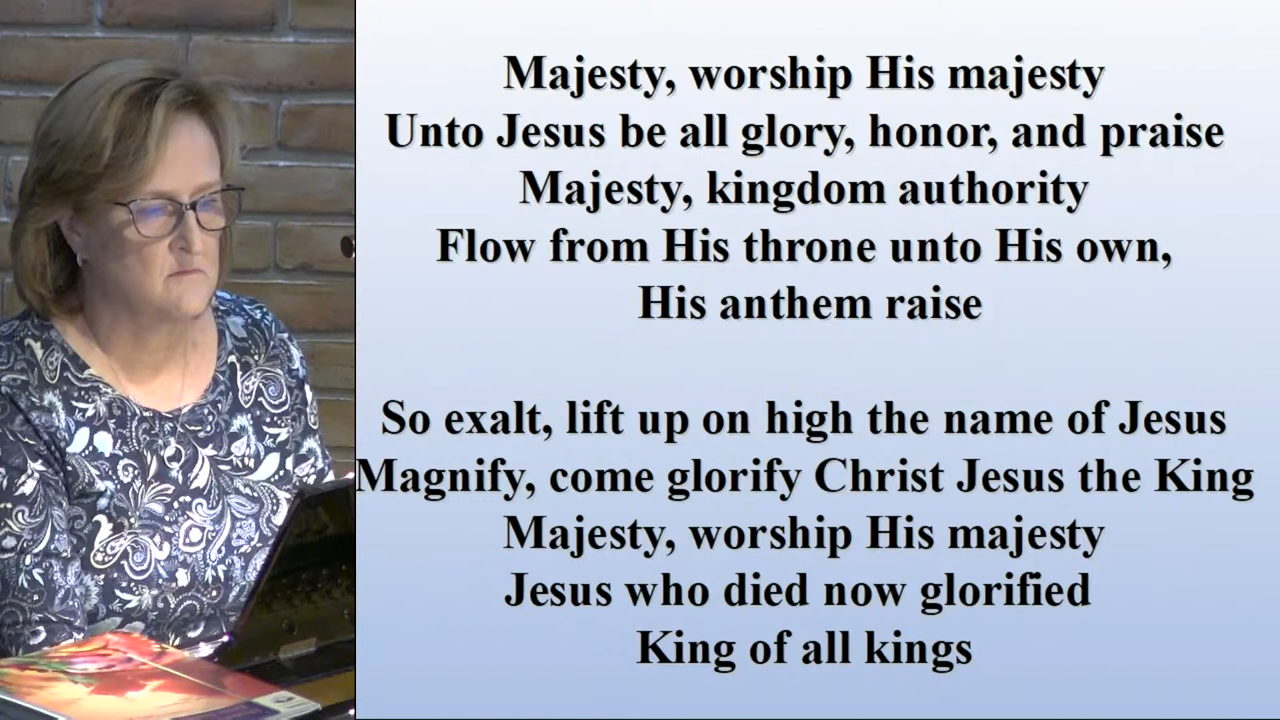 Majesty, worship His majesty
Unto Jesus be all glory, honor, and praise
Majesty, kingdom authority
Flow from His throne unto His own,
His anthem raise
So exalt, lift up on high the name of Jesus
Magnify, come glorify Christ Jesus the King
Majesty, worship His majesty
Jesus who died now glorified
King of all kings